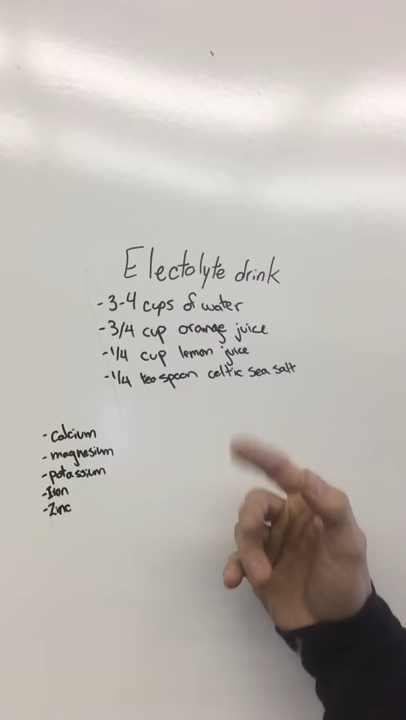 Electolyte drink
- 3-4 cups of water
- 3/4 cup orange juice
- 1/4 cup lemon juice
- 1/4 teaspoon celtic sea salt
- calcium
- magnesium
- potassium
- Iron
- Zinc